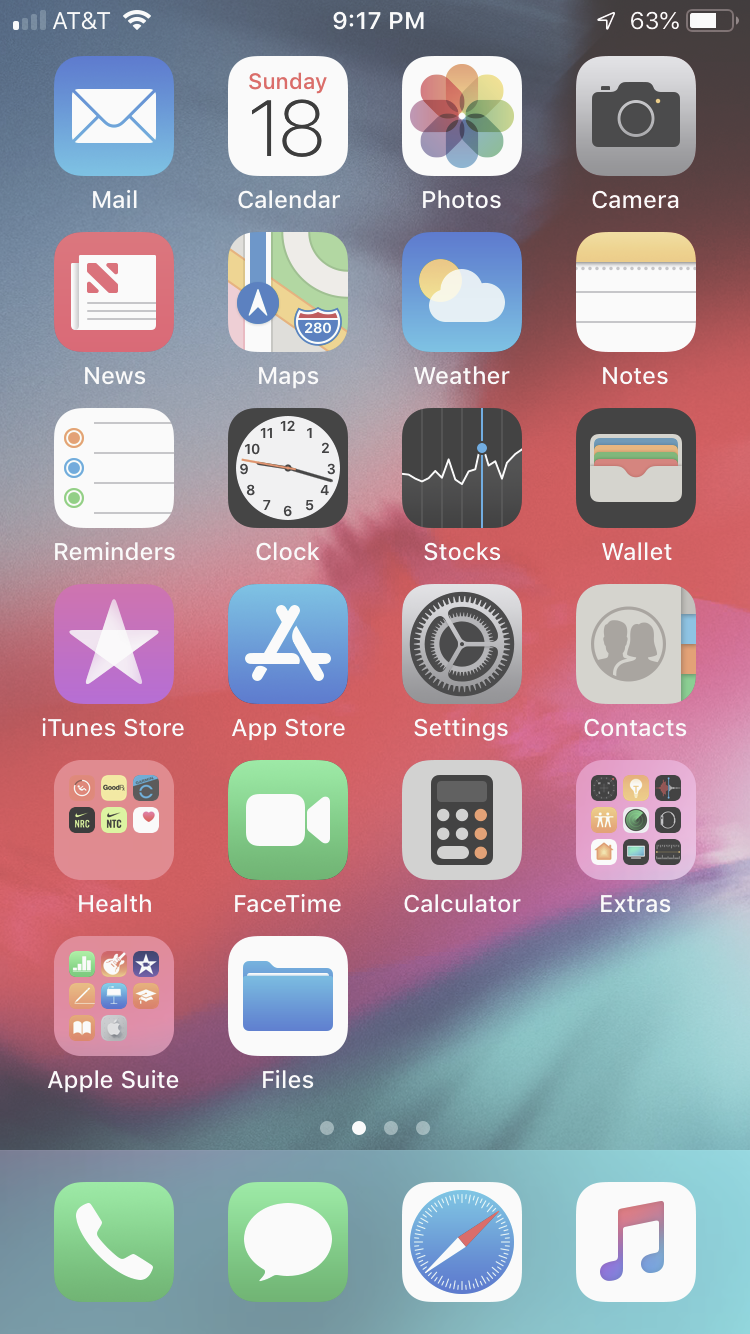 AT&T 9:17 PM 63%
Sunday
18
Mail Calendar Photos Camera
280
News Maps Weather Notes
12
11 1
10 2
9 3
8 4
7 5
6
Reminders Clock Stocks Wallet
iTunes Store App Store Settings Contacts
GoodRx
NRC NTC
Health FaceTime Calculator Extras
Apple Suite Files